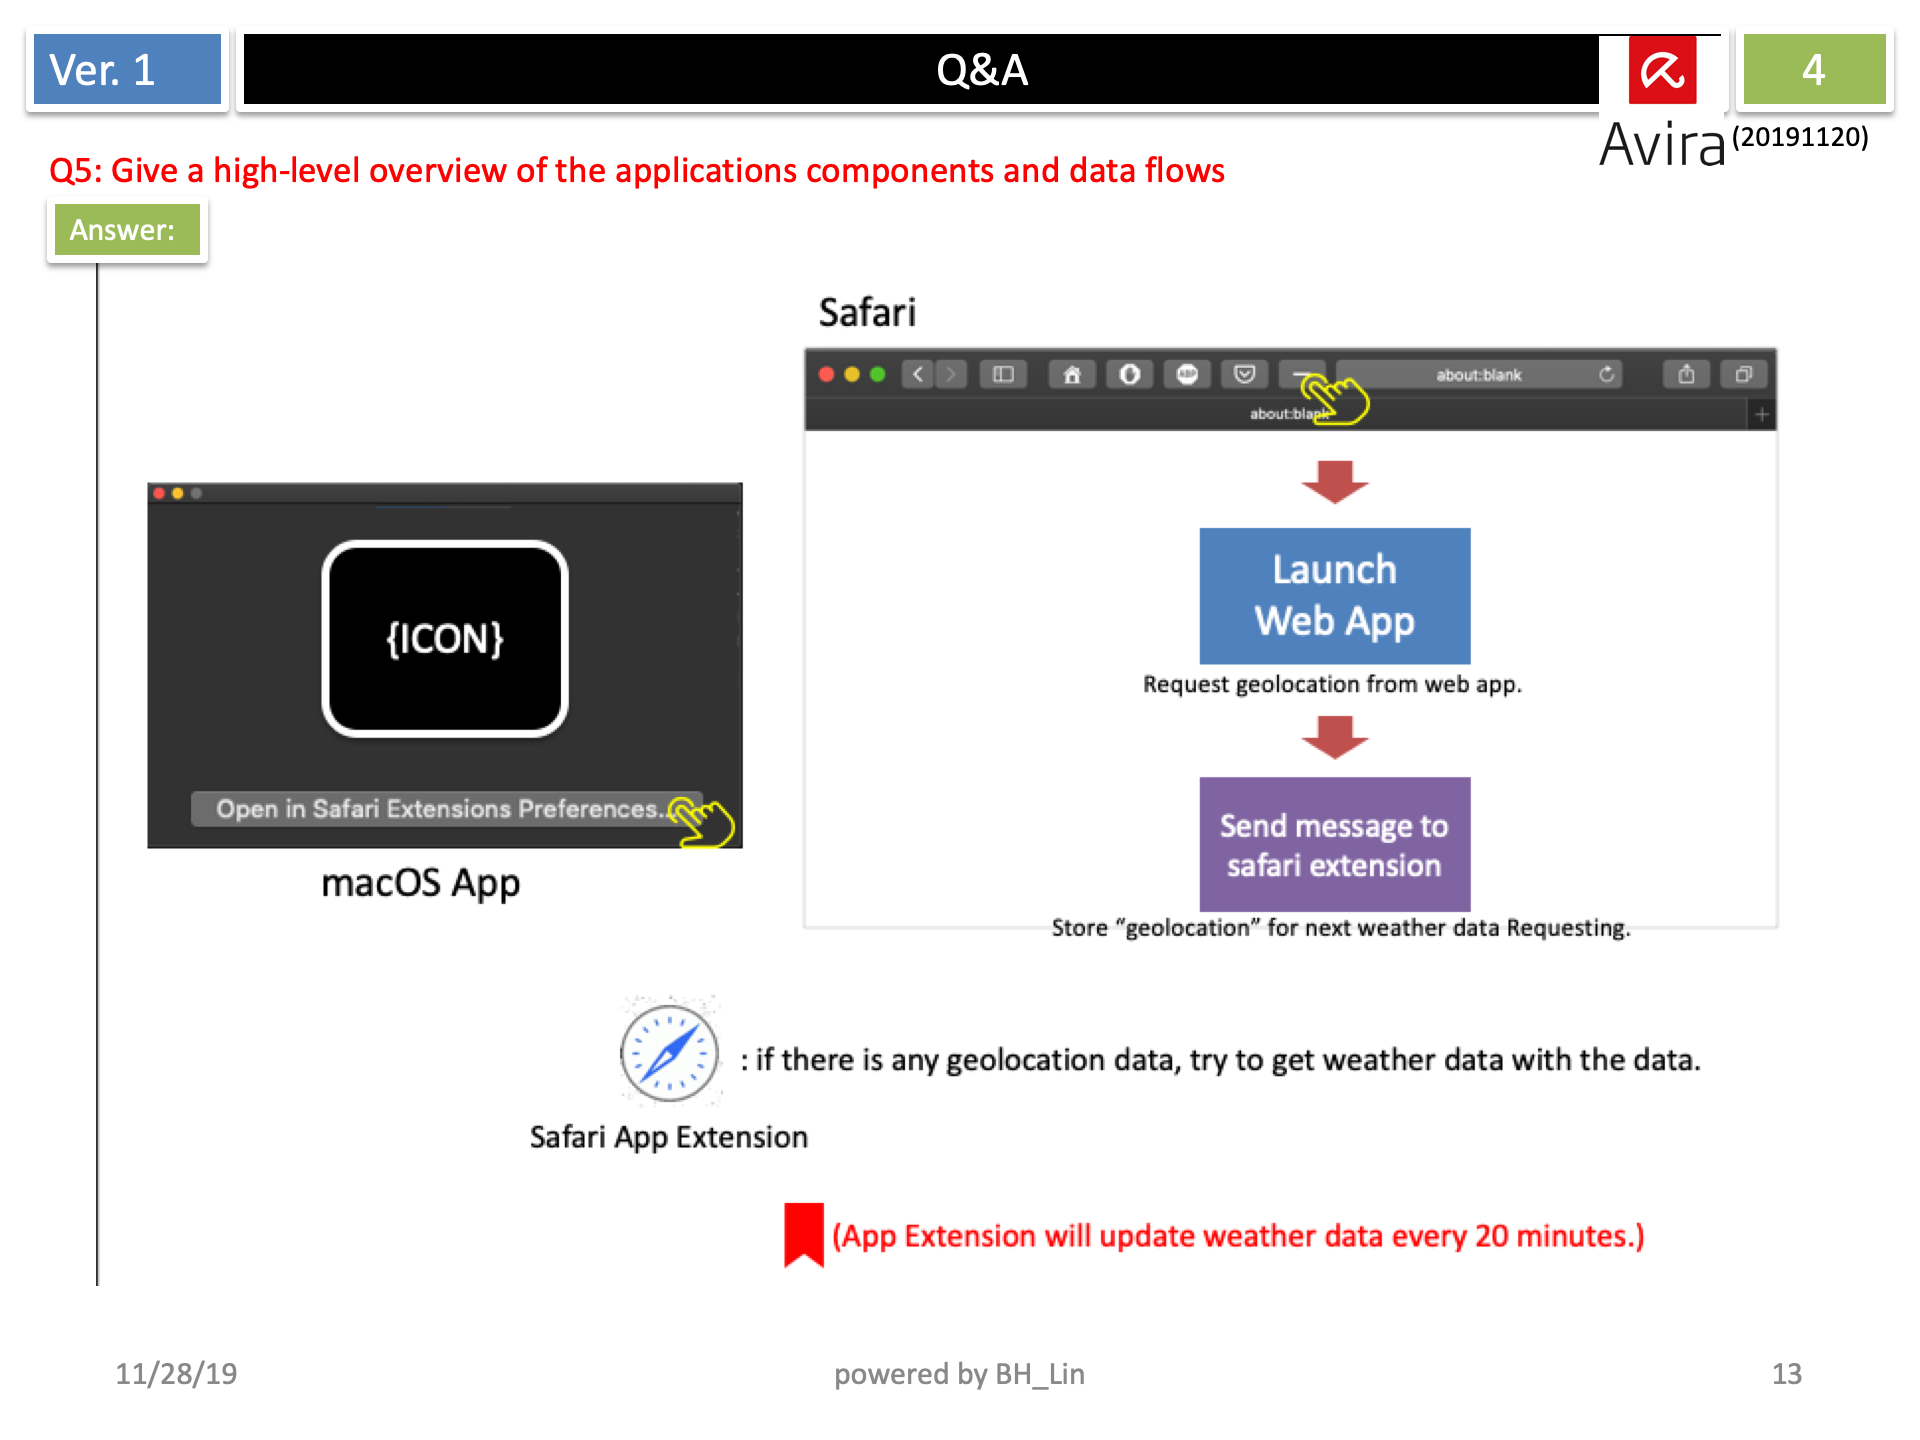 Ver. 1
Q&A
4
Avira
(20191120)
Q5: Give a high-level overview of the applications components and data flows
Answer:
Safari
about:blank
about:blank
{ICON}
Open in Safari Extensions Preferences...
macOS App
Launch
Web App
Request geolocation from web app.
Send message to
safari extension
Store “geolocation” for next weather data Requesting.
: if there is any geolocation data, try to get weather data with the data.
Safari App Extension
(App Extension will update weather data every 20 minutes.)
11/28/19
powered by BH_Lin
13